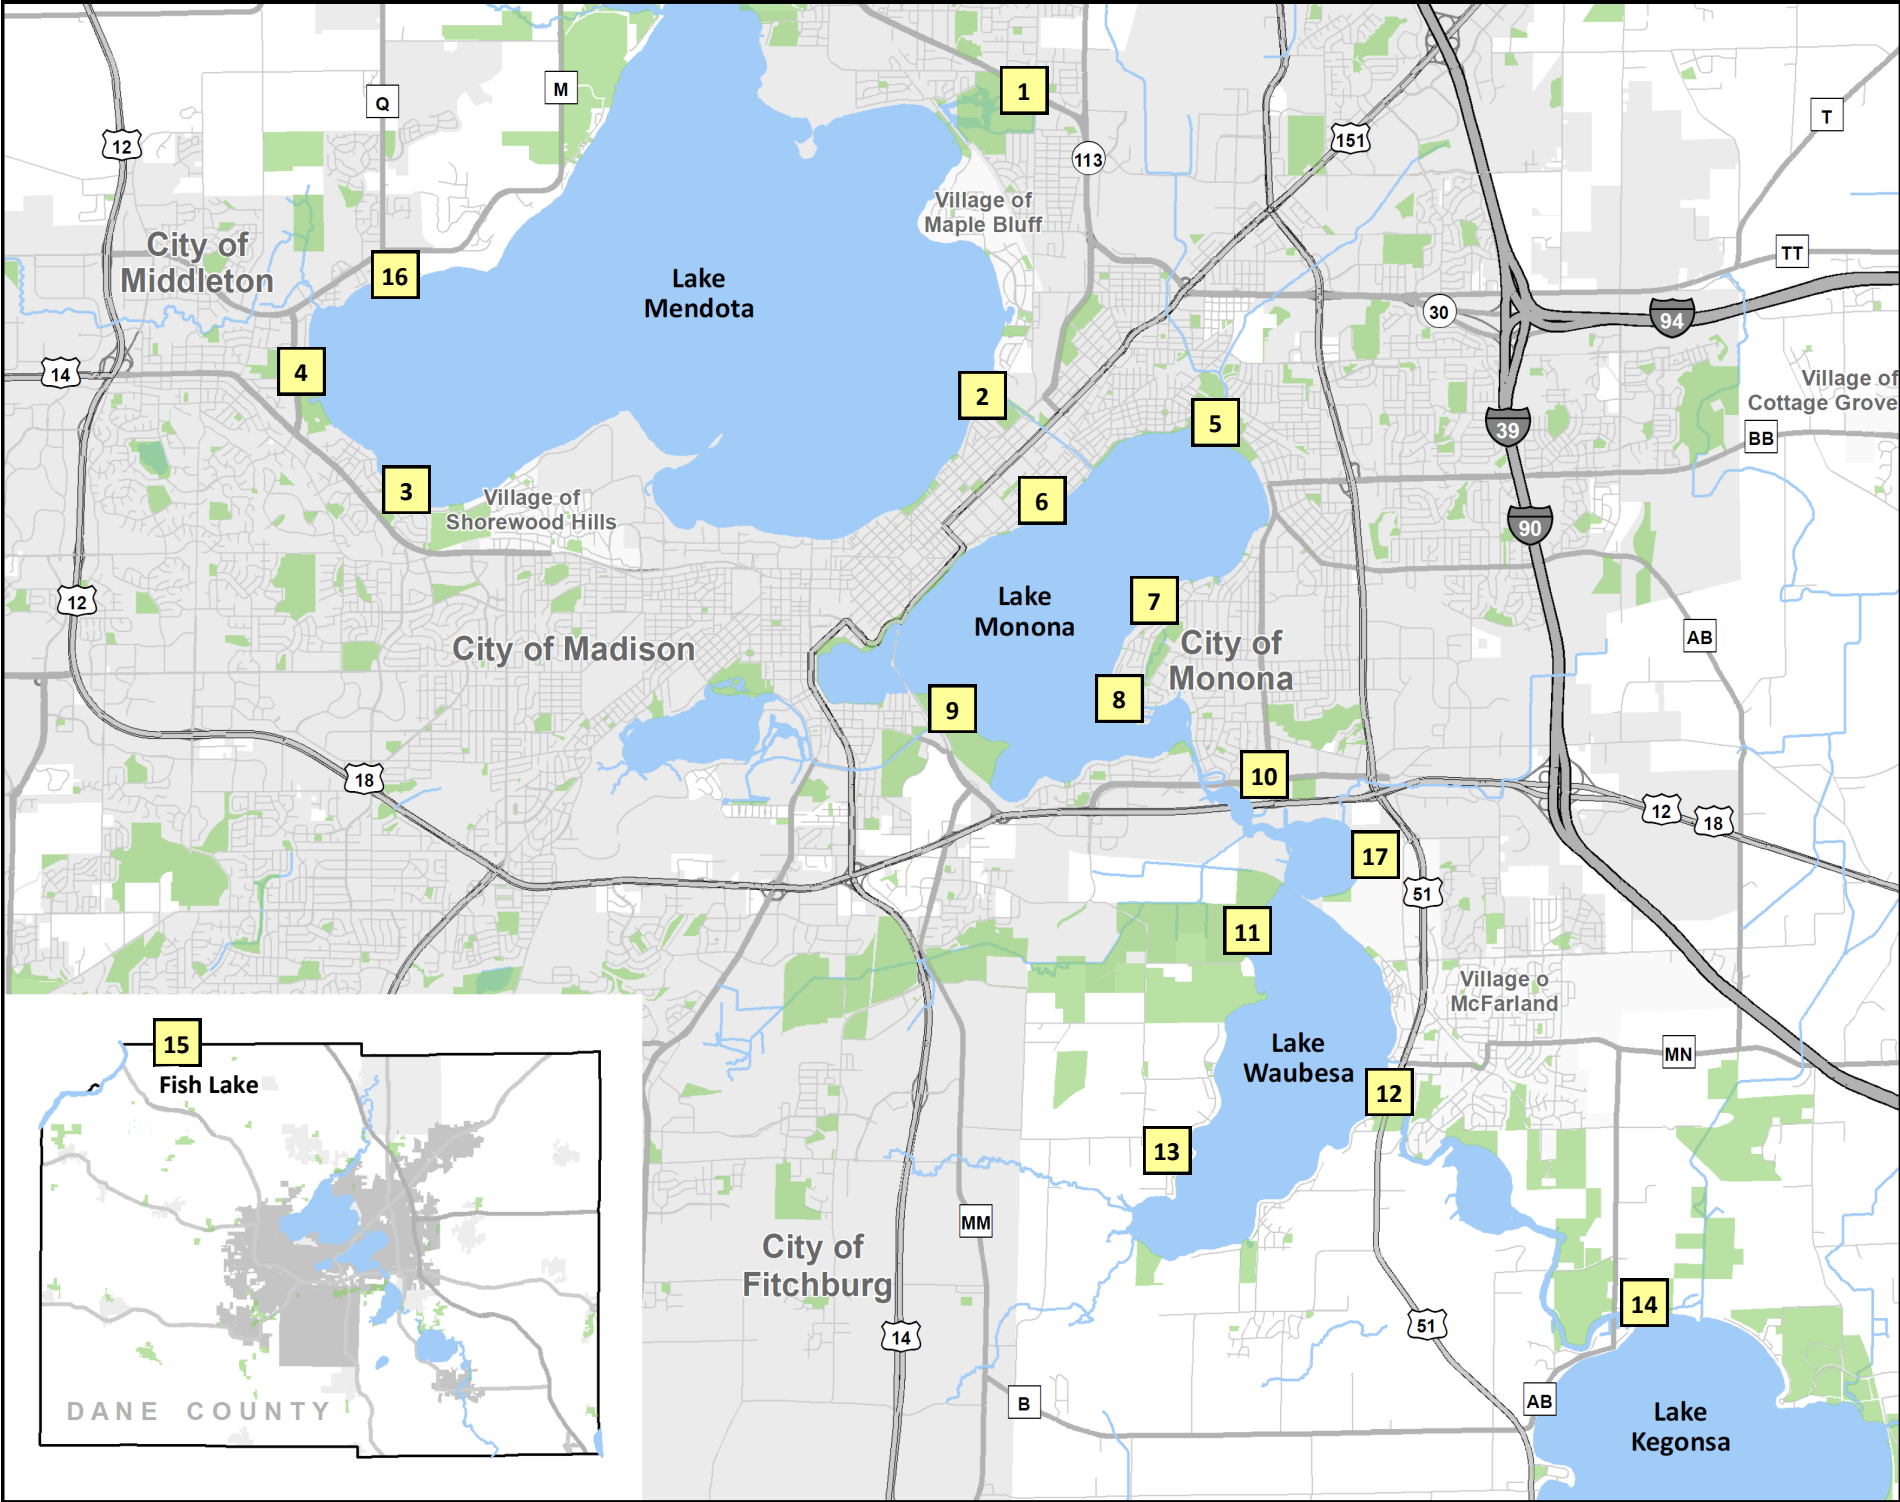 1
M
Q
T
151
12
113
Village of
Maple Bluff
City of
Middleton
TT
16
Lake
Mendota
30
94
14
4
2
Village of
Cottage Grove
5
39
BB
3
6
Village of
Shorewood Hills
90
12
7
Lake
Monona
AB
City of Madison
City of
Monona
8
9
18
10
12
18
17
51
11
Village o
McFarland
15
Fish Lake
Lake
Waubesa
MN
12
13
MM
City of
Fitchburg
14
14
51
DANE COUNTY
B
AB
Lake
Kegonsa